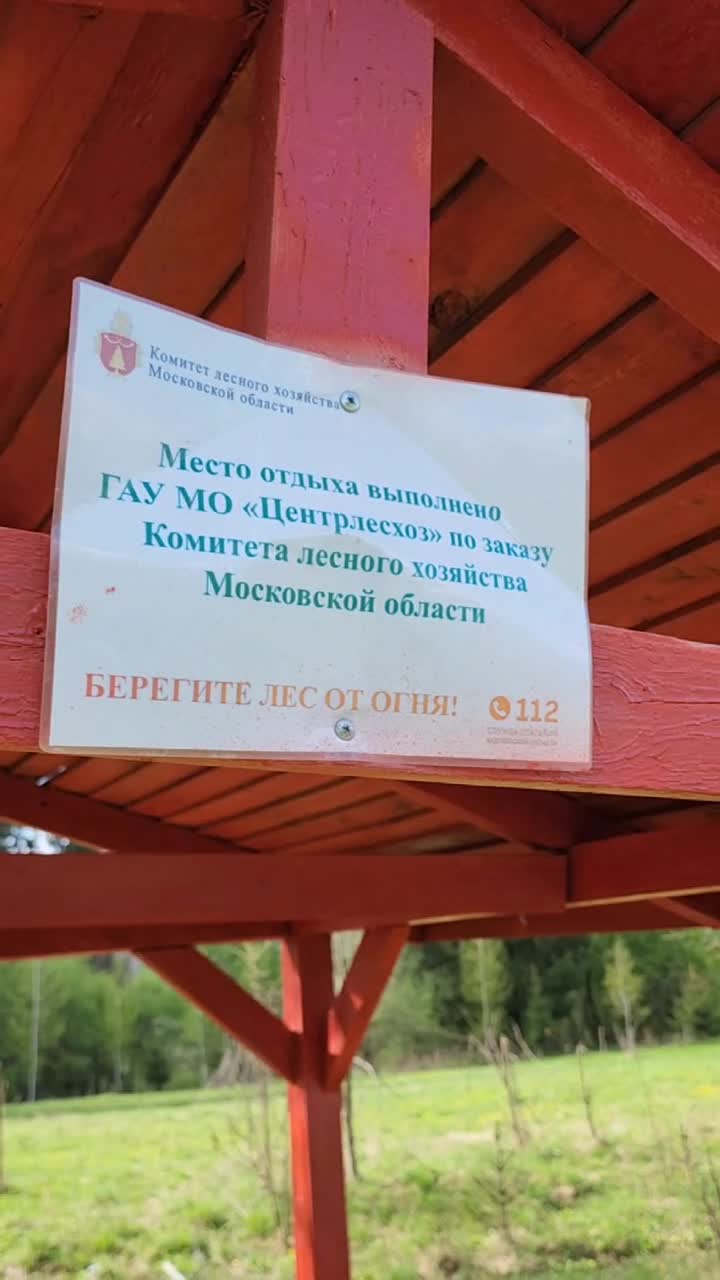 Комитет лесного хозяйства
Московской области
Место отдыха выполнено
ГАУ МО «Центрлесхоз» по заказу
Комитета лесного хозяйства
Московской области
БЕРЕГИТЕ ЛЕС ОТ ОГНЯ!
112